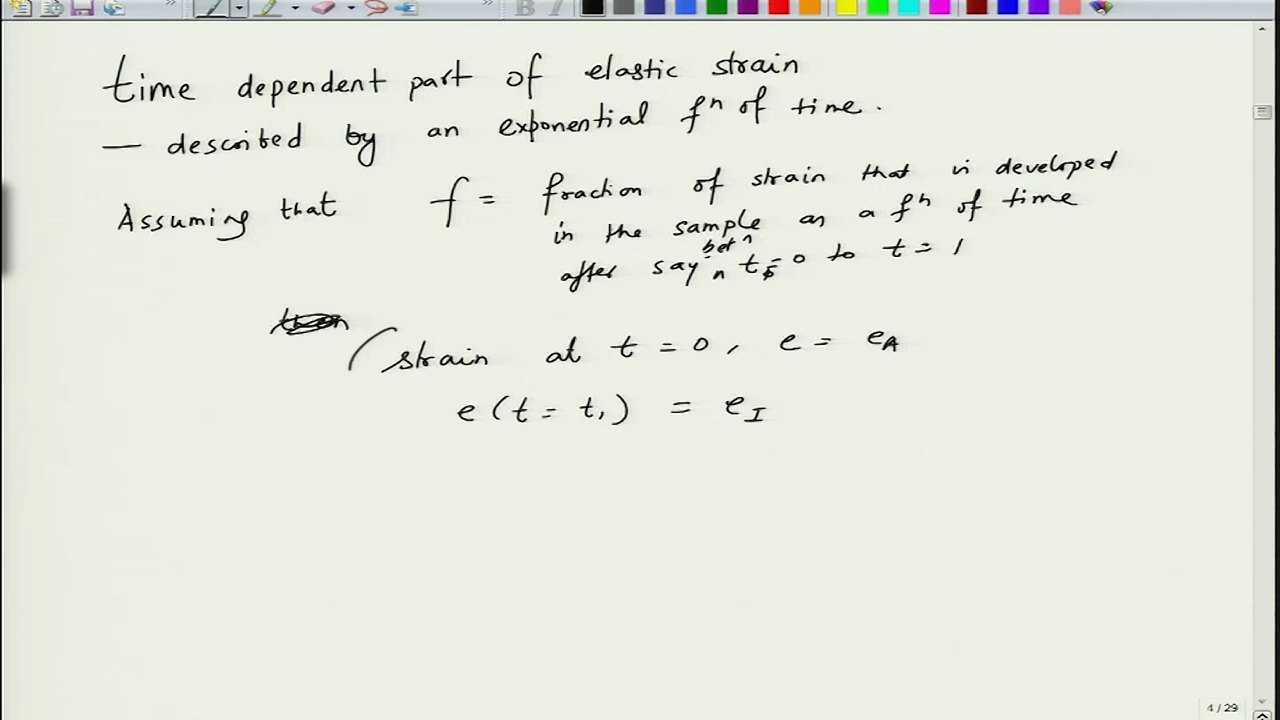 time dependent part of elastic strain
— described by an exponential fⁿ of time.
Assuming that f = fraction of strain that is developed
in the sample as a fⁿ of time
after say betⁿ t = 0 to t = 1
strain at t = 0, e = e_A
e (t = t₁) = e_I
4 / 29